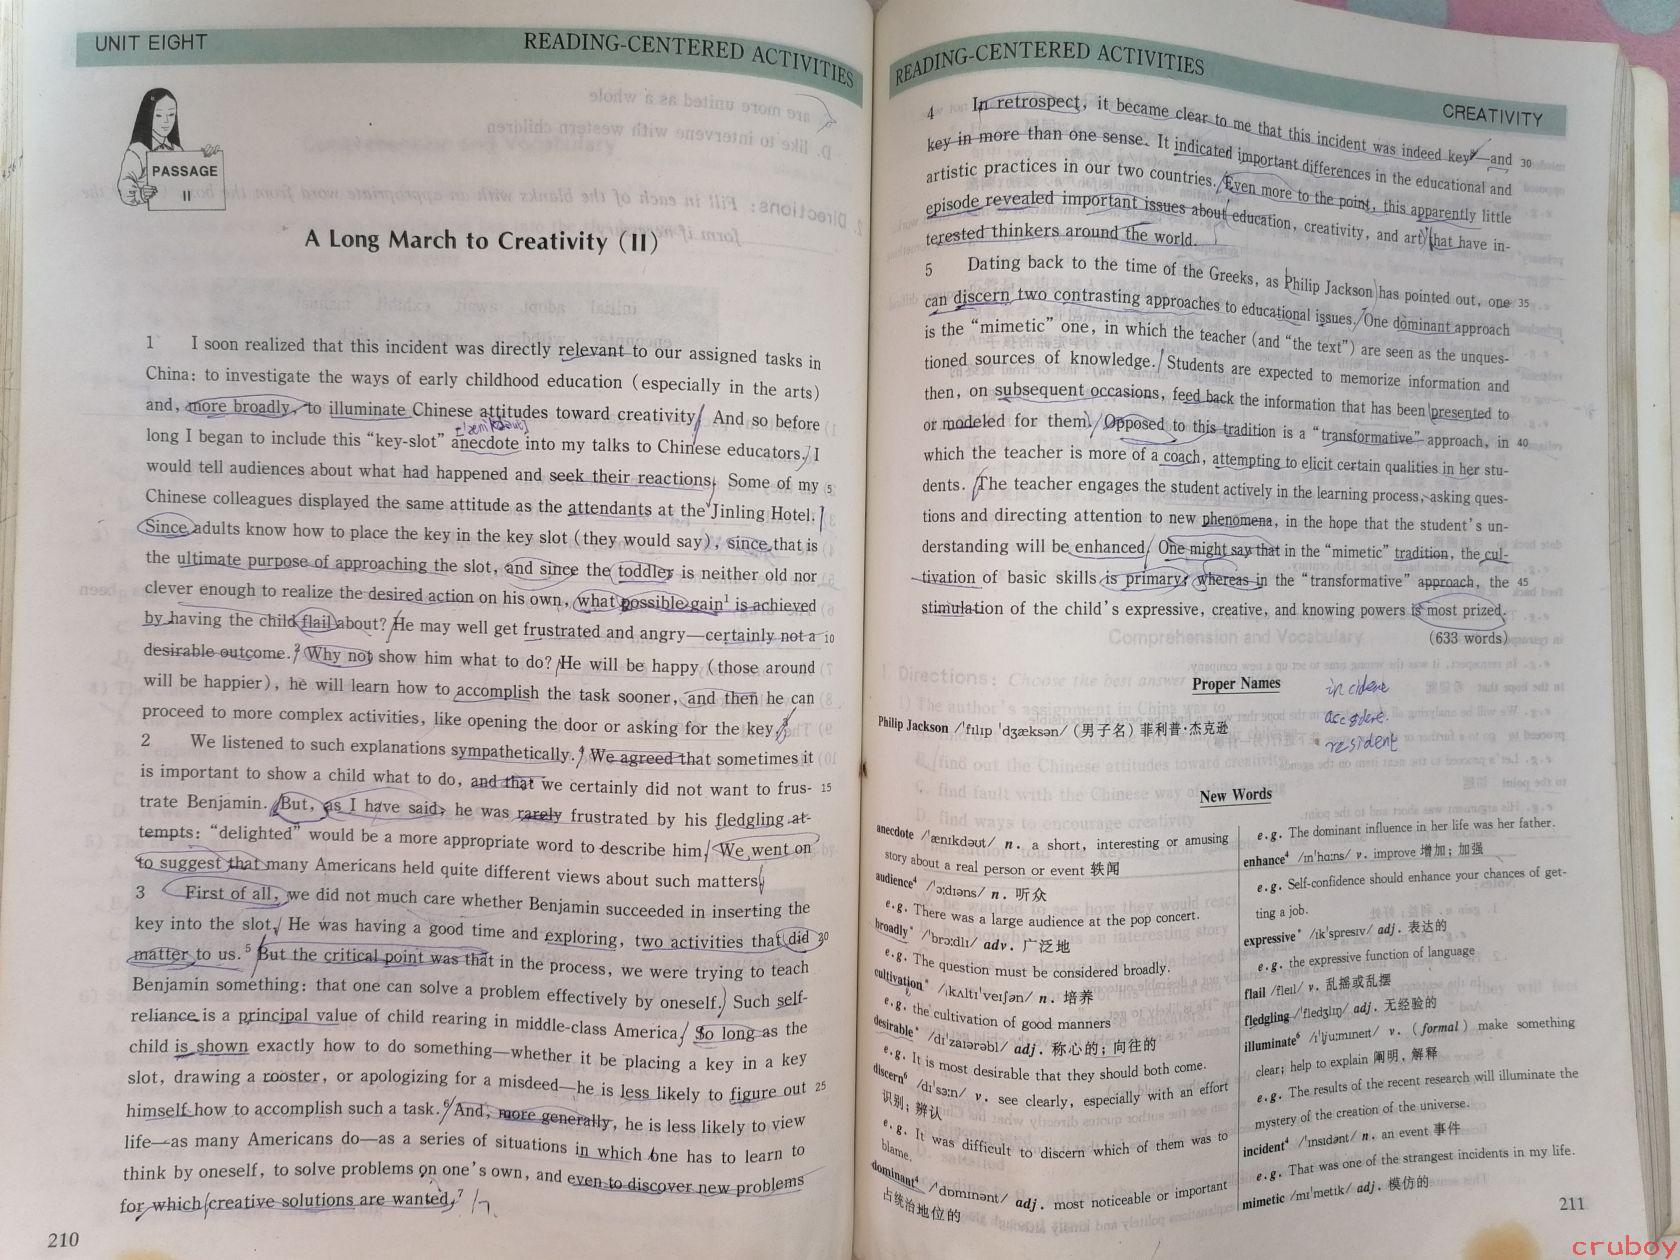 UNIT EIGHT
READING-CENTERED ACTIVITIES
PASSAGE
II
A Long March to Creativity (II)
1 I soon realized that this incident was directly relevant to our assigned tasks in
China: to investigate the ways of early childhood education (especially in the arts)
and, more broadly, to illuminate Chinese attitudes toward creativity. And so before
long I began to include this “key-slot” anecdote into my talks to Chinese educators. I
would tell audiences about what had happened and seek their reactions. Some of my 5
Chinese colleagues displayed the same attitude as the attendants at the Jinling Hotel.
Since adults know how to place the key in the key slot (they would say), since that is
the ultimate purpose of approaching the slot, and since the toddler is neither old nor
clever enough to realize the desired action on his own, what possible gain¹ is achieved
by having the child flail about? He may well get frustrated and angry—certainly not a 10
desirable outcome.² Why not show him what to do? He will be happy (those around
will be happier), he will learn how to accomplish the task sooner, and then he can
proceed to more complex activities, like opening the door or asking for the key.³
2 We listened to such explanations sympathetically.⁴ We agreed that sometimes it
is important to show a child what to do, and that we certainly did not want to frus- 15
trate Benjamin. But, as I have said, he was rarely frustrated by his fledgling at-
tempts: “delighted” would be a more appropriate word to describe him. We went on
to suggest that many Americans held quite different views about such matters.
3 First of all, we did not much care whether Benjamin succeeded in inserting the
key into the slot. He was having a good time and exploring, two activities that did 20
matter to us.⁵ But the critical point was that in the process, we were trying to teach
Benjamin something: that one can solve a problem effectively by oneself. Such self-
reliance is a principal value of child rearing in middle-class America. So long as the
child is shown exactly how to do something—whether it be placing a key in a key
slot, drawing a rooster, or apologizing for a misdeed—he is less likely to figure out 25
himself how to accomplish such a task.⁶ And, more generally, he is less likely to view
life—as many Americans do—as a series of situations in which one has to learn to
think by oneself, to solve problems on one's own, and even to discover new problems
for which creative solutions are wanted.⁷
210
READING-CENTERED ACTIVITIES
CREATIVITY
4 In retrospect, it became clear to me that this incident was indeed key⁸—and 30
key in more than one sense. It indicated important differences in the educational and
artistic practices in our two countries. Even more to the point, this apparently little
episode revealed important issues about education, creativity, and art that have in-
terested thinkers around the world.
5 Dating back to the time of the Greeks, as Philip Jackson has pointed out, one 35
can discern two contrasting approaches to educational issues. One dominant approach
is the “mimetic” one, in which the teacher (and “the text”) are seen as the unques-
tioned sources of knowledge. Students are expected to memorize information and
then, on subsequent occasions, feed back the information that has been presented to
or modeled for them. Opposed to this tradition is a “transformative” approach, in 40
which the teacher is more of a coach, attempting to elicit certain qualities in her stu-
dents. The teacher engages the student actively in the learning process, asking ques-
tions and directing attention to new phenomena, in the hope that the student's un-
derstanding will be enhanced. One might say that in the “mimetic” tradition, the cul-
tivation of basic skills is primary; whereas in the “transformative” approach, the 45
stimulation of the child's expressive, creative, and knowing powers is most prized.
(633 words)
Proper Names
incident
accident
resident
Philip Jackson /ˈfɪlɪp ˈdʒæksən/ (男子名) 菲利普·杰克逊
New Words
anecdote /ˈænɪkdəʊt/ n. a short, interesting or amusing
story about a real person or event 轶闻
audience⁴ /ˈɔːdɪəns/ n. 听众
e.g. There was a large audience at the pop concert.
broadly* /ˈbrɔːdlɪ/ adv. 广泛地
e.g. The question must be considered broadly.
cultivation* /ˌkʌltɪˈveɪʃən/ n. 培养
e.g. the cultivation of good manners
desirable* /dɪˈzaɪərəbl/ adj. 称心的; 向往的
e.g. It is most desirable that they should both come.
discern⁶ /dɪˈsɜːn/ v. see clearly, especially with an effort
识别; 辨认
e.g. It was difficult to discern which of them was to
blame.
dominant⁴ /ˈdɒmɪnənt/ adj. most noticeable or important
占统治地位的
e.g. The dominant influence in her life was her father.
enhance⁴ /ɪnˈhɑːns/ v. improve 增加; 加强
e.g. Self-confidence should enhance your chances of get-
ting a job.
expressive* /ɪkˈspresɪv/ adj. 表达的
e.g. the expressive function of language
flail /fleɪl/ v. 乱摇或乱摆
fledgling /ˈfledʒlɪŋ/ adj. 无经验的
illuminate⁶ /ɪˈljuːmɪneɪt/ v. (formal) make something
clear; help to explain 阐明, 解释
e.g. The results of the recent research will illuminate the
mystery of the creation of the universe.
incident⁴ /ˈɪnsɪdənt/ n. an event 事件
e.g. That was one of the strangest incidents in my life.
mimetic /mɪˈmetɪk/ adj. 模仿的
211
cruboy